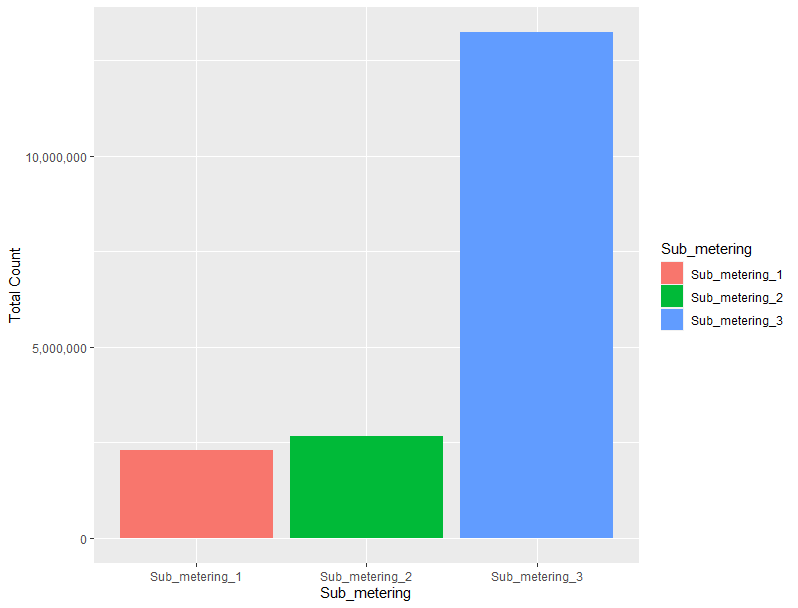 10,000,000
5,000,000
0
Total Count
Sub_metering_1
Sub_metering_2
Sub_metering_3
Sub_metering
Sub_metering
Sub_metering_1
Sub_metering_2
Sub_metering_3